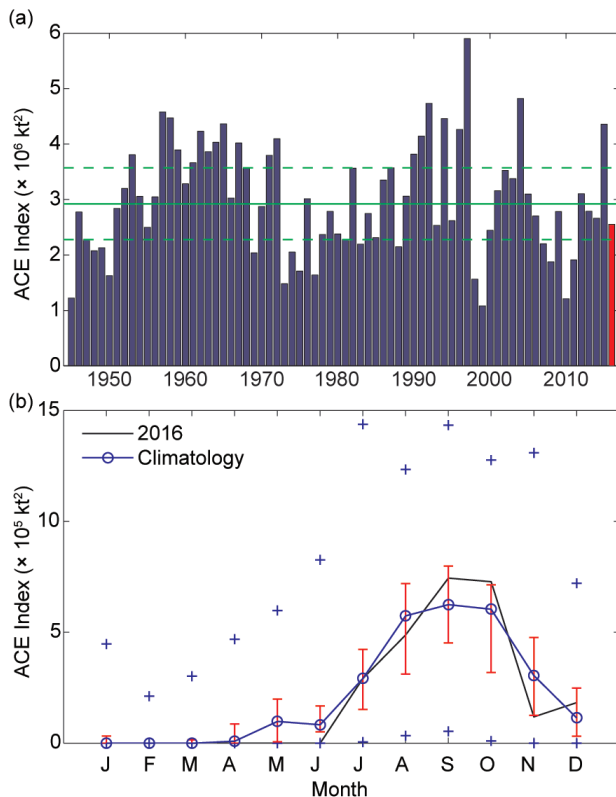 (a)
ACE Index (× 10⁶ kt²)
6
5
4
3
2
1
0
1950 1960 1970 1980 1990 2000 2010
(b)
ACE Index (× 10⁵ kt²)
15
10
5
0
2016
Climatology
J F M A M J J A S O N D
Month